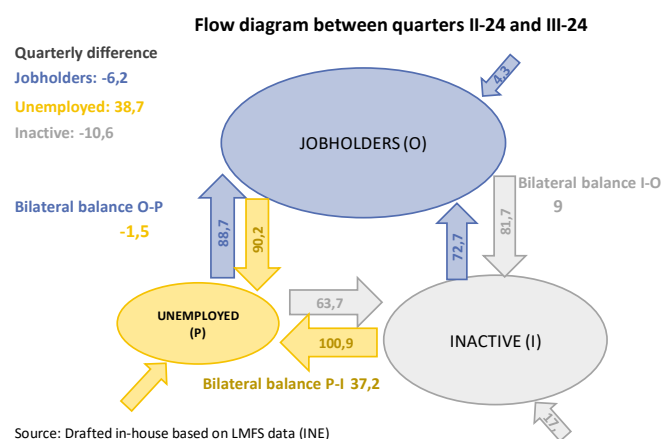 Flow diagram between quarters II-24 and III-24
Quarterly difference
Jobholders: -6,2
Unemployed: 38,7
Inactive: -10,6
4,3
JOBHOLDERS (O)
Bilateral balance I-O
9
Bilateral balance O-P
-1,5
88,7
90,2
72,7
81,7
UNEMPLOYED
(P)
63,7
100,9
INACTIVE (I)
Bilateral balance P-I 37,2
17,
Source: Drafted in-house based on LMFS data (INE)